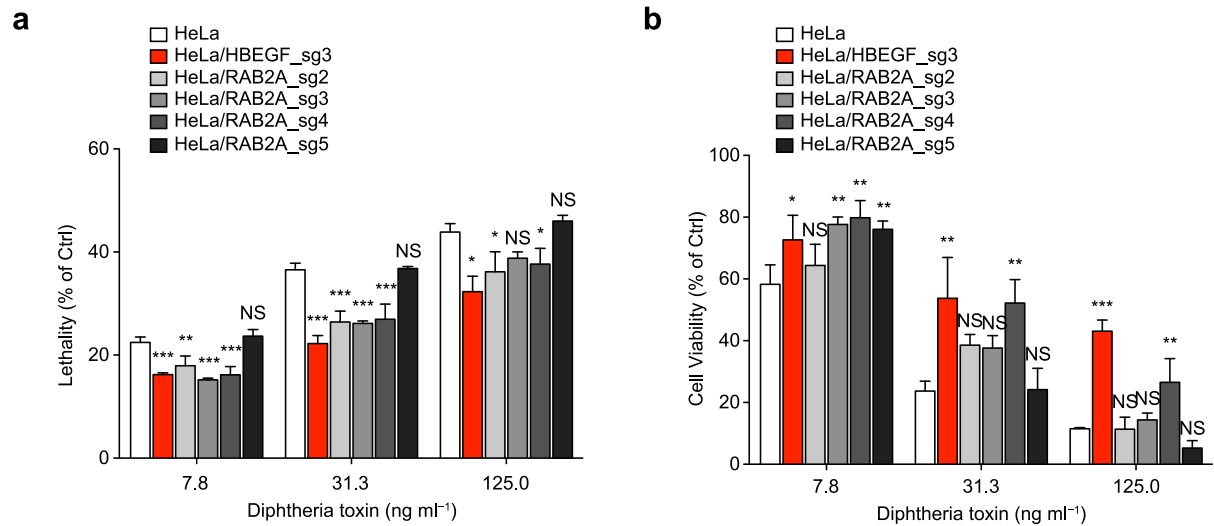 a
HeLa
HeLa/HBEGF_sg3
HeLa/RAB2A_sg2
HeLa/RAB2A_sg3
HeLa/RAB2A_sg4
HeLa/RAB2A_sg5
Lethality (% of Ctrl)
60
40
20
0
***
**
***
***
NS
***
***
***
***
NS
*
*
NS
*
NS
7.8
31.3
125.0
Diphtheria toxin (ng ml⁻¹)
b
HeLa
HeLa/HBEGF_sg3
HeLa/RAB2A_sg2
HeLa/RAB2A_sg3
HeLa/RAB2A_sg4
HeLa/RAB2A_sg5
Cell Viability (% of Ctrl)
100
80
60
40
20
0
*
NS
**
**
**
**
NS
NS
**
NS
***
NS
NS
**
NS
7.8
31.3
125.0
Diphtheria toxin (ng ml⁻¹)